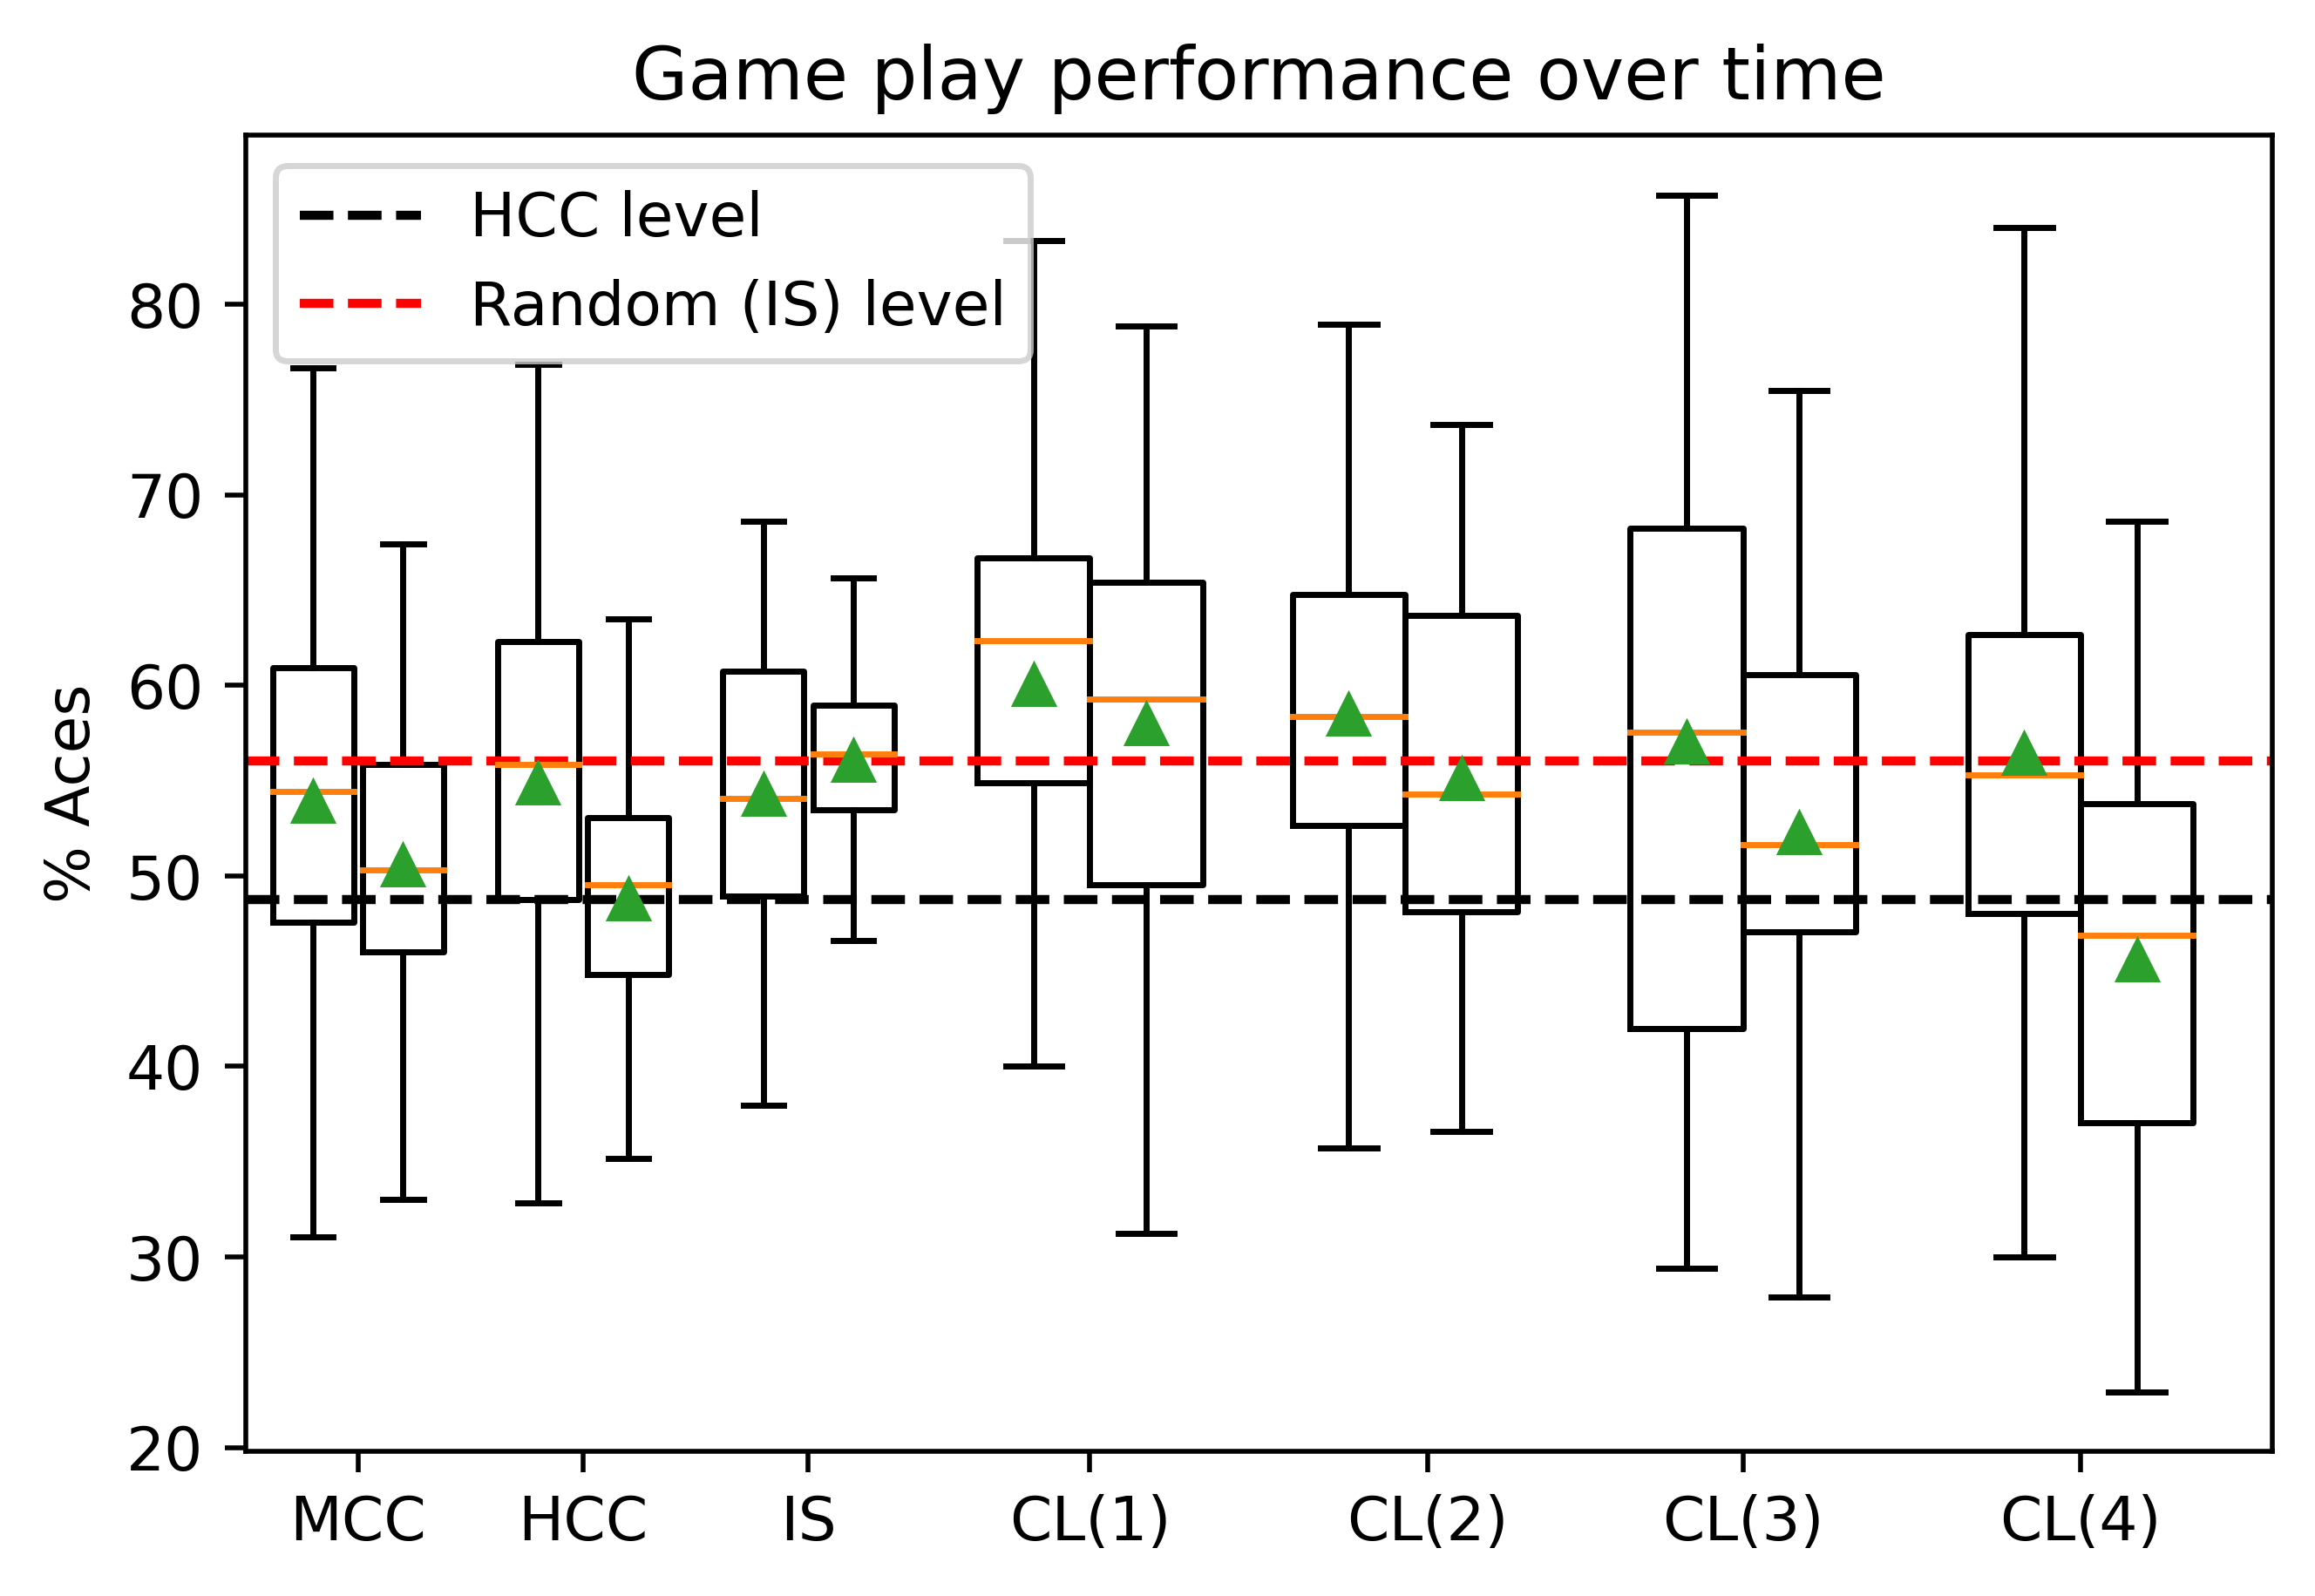 Game play performance over time
HCC level
Random (IS) level
% Aces
80
70
60
50
40
30
20
MCC HCC IS CL(1) CL(2) CL(3) CL(4)